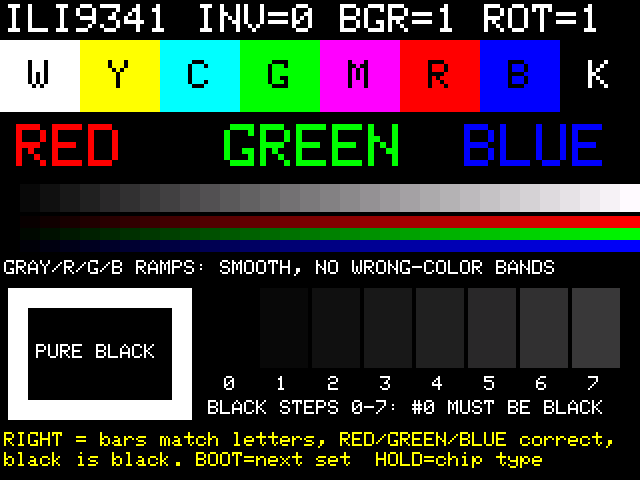 ILI9341 INV=0 BGR=1 ROT=1
W Y C G M R B K
RED GREEN BLUE
GRAY/R/G/B RAMPS: SMOOTH, NO WRONG-COLOR BANDS
PURE BLACK
0 1 2 3 4 5 6 7
BLACK STEPS 0-7: #0 MUST BE BLACK
RIGHT = bars match letters, RED/GREEN/BLUE correct,
black is black. BOOT=next set HOLD=chip type